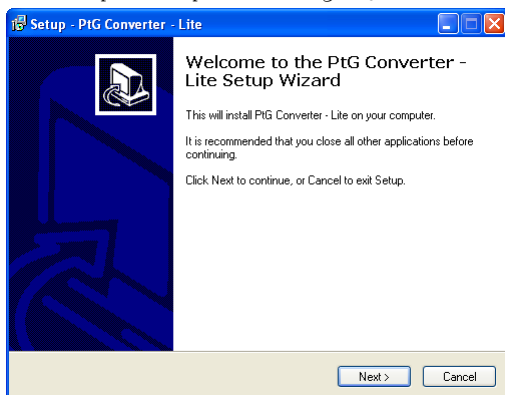 Setup - PtG Converter - Lite
Welcome to the PtG Converter -
Lite Setup Wizard
This will install PtG Converter - Lite on your computer.
It is recommended that you close all other applications before
continuing.
Click Next to continue, or Cancel to exit Setup.
Next >
Cancel